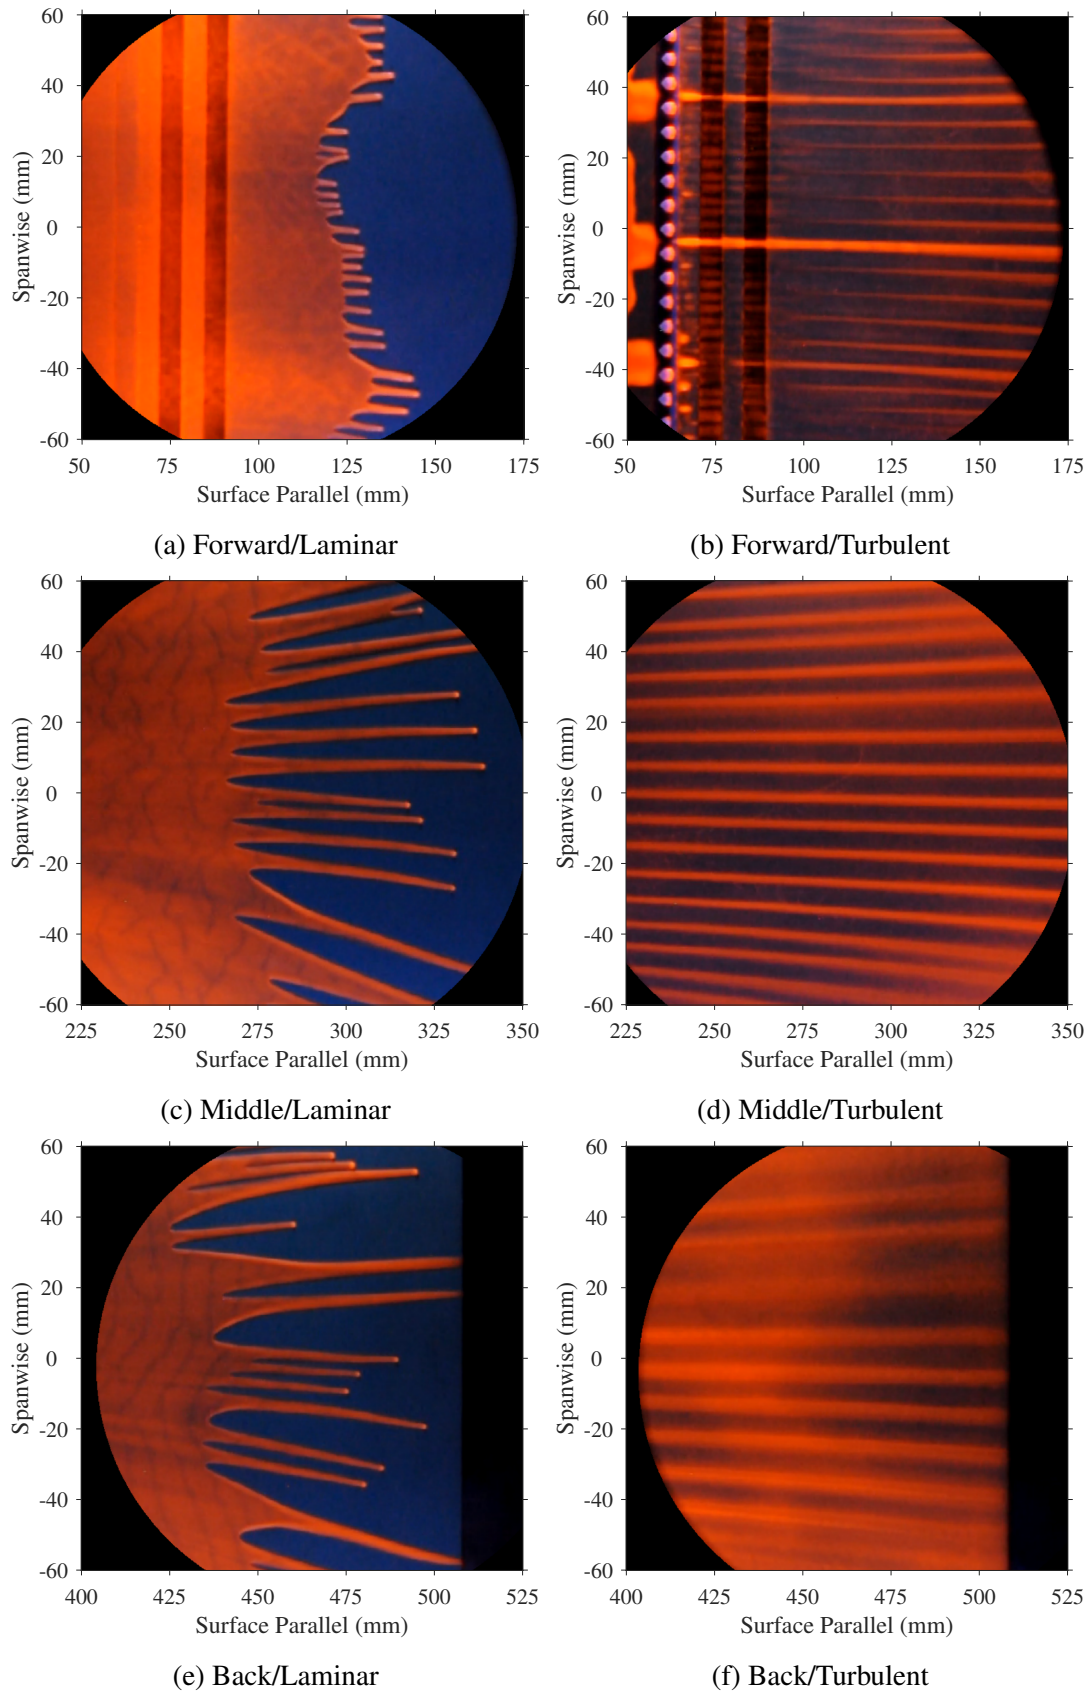 60 60
40 40
20 20
0 0
-20 -20
-40 -40
-60 -60
Spanwise (mm) Spanwise (mm)
50 75 100 125 150 175 50 75 100 125 150 175
Surface Parallel (mm) Surface Parallel (mm)
(a) Forward/Laminar (b) Forward/Turbulent
60 60
40 40
20 20
0 0
-20 -20
-40 -40
-60 -60
Spanwise (mm) Spanwise (mm)
225 250 275 300 325 350 225 250 275 300 325 350
Surface Parallel (mm) Surface Parallel (mm)
(c) Middle/Laminar (d) Middle/Turbulent
60 60
40 40
20 20
0 0
-20 -20
-40 -40
-60 -60
Spanwise (mm) Spanwise (mm)
400 425 450 475 500 525 400 425 450 475 500 525
Surface Parallel (mm) Surface Parallel (mm)
(e) Back/Laminar (f) Back/Turbulent